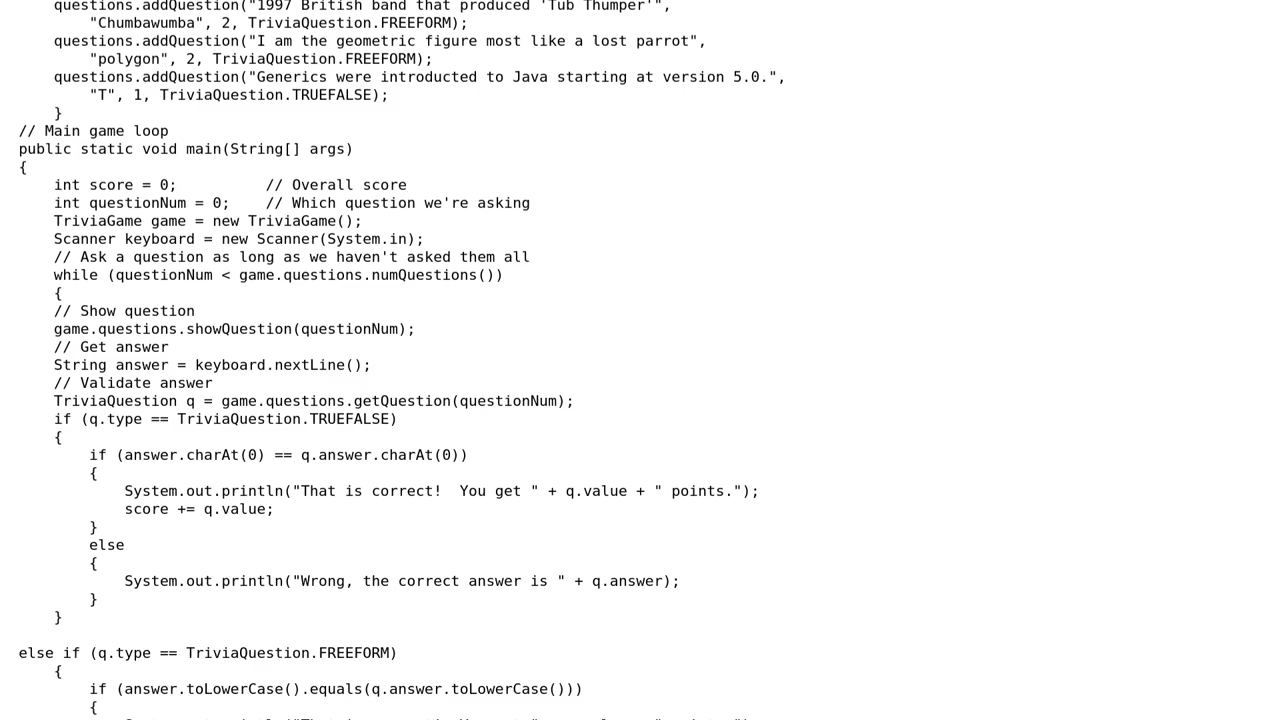 questions.addQuestion("1997 British band that produced 'Tub Thumper'",
        "Chumbawumba", 2, TriviaQuestion.FREEFORM);
    questions.addQuestion("I am the geometric figure most like a lost parrot",
        "polygon", 2, TriviaQuestion.FREEFORM);
    questions.addQuestion("Generics were introducted to Java starting at version 5.0.",
        "T", 1, TriviaQuestion.TRUEFALSE);
    }
// Main game loop
public static void main(String[] args)
{
    int score = 0;          // Overall score
    int questionNum = 0;    // Which question we're asking
    TriviaGame game = new TriviaGame();
    Scanner keyboard = new Scanner(System.in);
    // Ask a question as long as we haven't asked them all
    while (questionNum < game.questions.numQuestions())
    {
    // Show question
    game.questions.showQuestion(questionNum);
    // Get answer
    String answer = keyboard.nextLine();
    // Validate answer
    TriviaQuestion q = game.questions.getQuestion(questionNum);
    if (q.type == TriviaQuestion.TRUEFALSE)
    {
        if (answer.charAt(0) == q.answer.charAt(0))
        {
            System.out.println("That is correct!  You get " + q.value + " points.");
            score += q.value;
        }
        else
        {
            System.out.println("Wrong, the correct answer is " + q.answer);
        }
    }
else if (q.type == TriviaQuestion.FREEFORM)
    {
        if (answer.toLowerCase().equals(q.answer.toLowerCase()))
        {